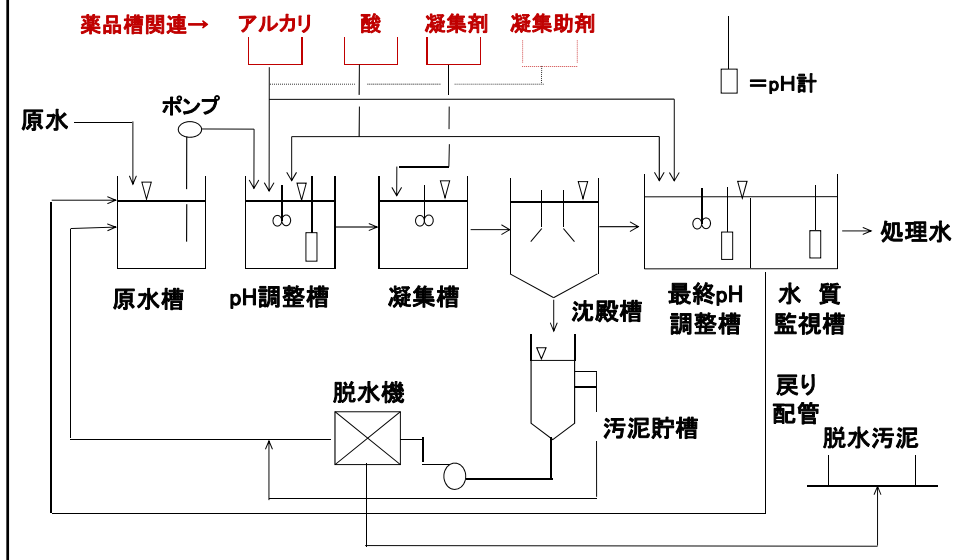 薬品槽関連→ アルカリ 酸 凝集剤 凝集助剤
=pH計
ポンプ
原水
処理水
原水槽
pH調整槽
凝集槽
沈殿槽
最終pH
調整槽
水 質
監視槽
脱水機
汚泥貯槽
戻り
配管
脱水汚泥